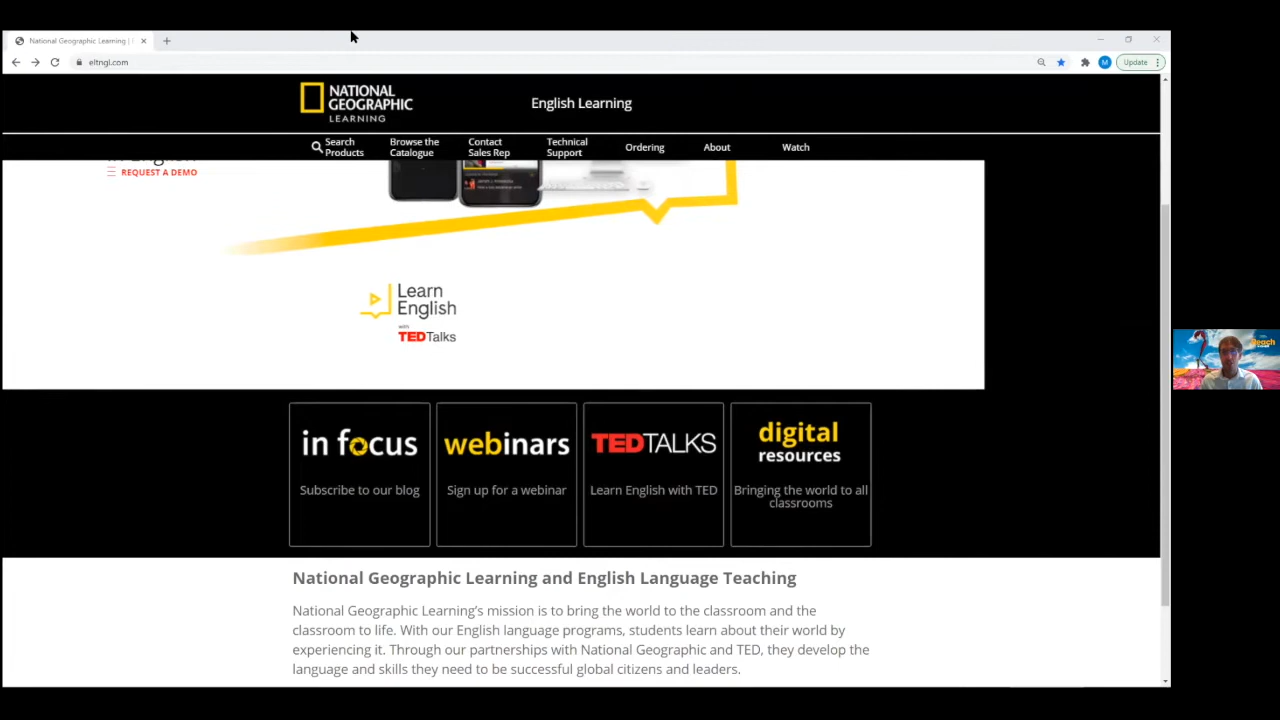 National Geographic Learning |
eltngl.com
M
Update
NATIONAL
GEOGRAPHIC
LEARNING
English Learning
Search
Products
Browse the
Catalogue
Contact
Sales Rep
Technical
Support
Ordering
About
Watch
in English
REQUEST A DEMO
Learn
English
with
TEDTalks
in focus
Subscribe to our blog
webinars
Sign up for a webinar
TEDTALKS
Learn English with TED
digital
resources
Bringing the world to all
classrooms
Reach
National Geographic Learning and English Language Teaching
National Geographic Learning's mission is to bring the world to the classroom and the
classroom to life. With our English language programs, students learn about their world by
experiencing it. Through our partnerships with National Geographic and TED, they develop the
language and skills they need to be successful global citizens and leaders.